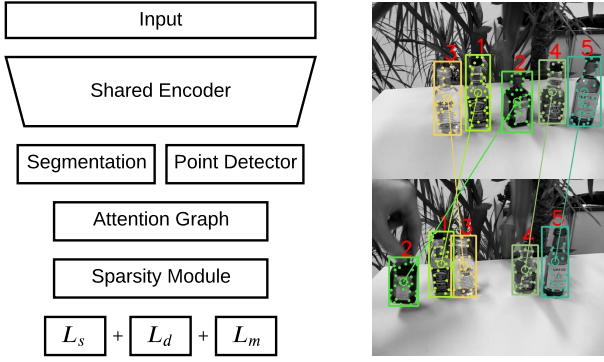 Input
Shared Encoder
Segmentation Point Detector
Attention Graph
Sparsity Module
L_s + L_d + L_m
3 1 2 4 5
2 1 3 4 5